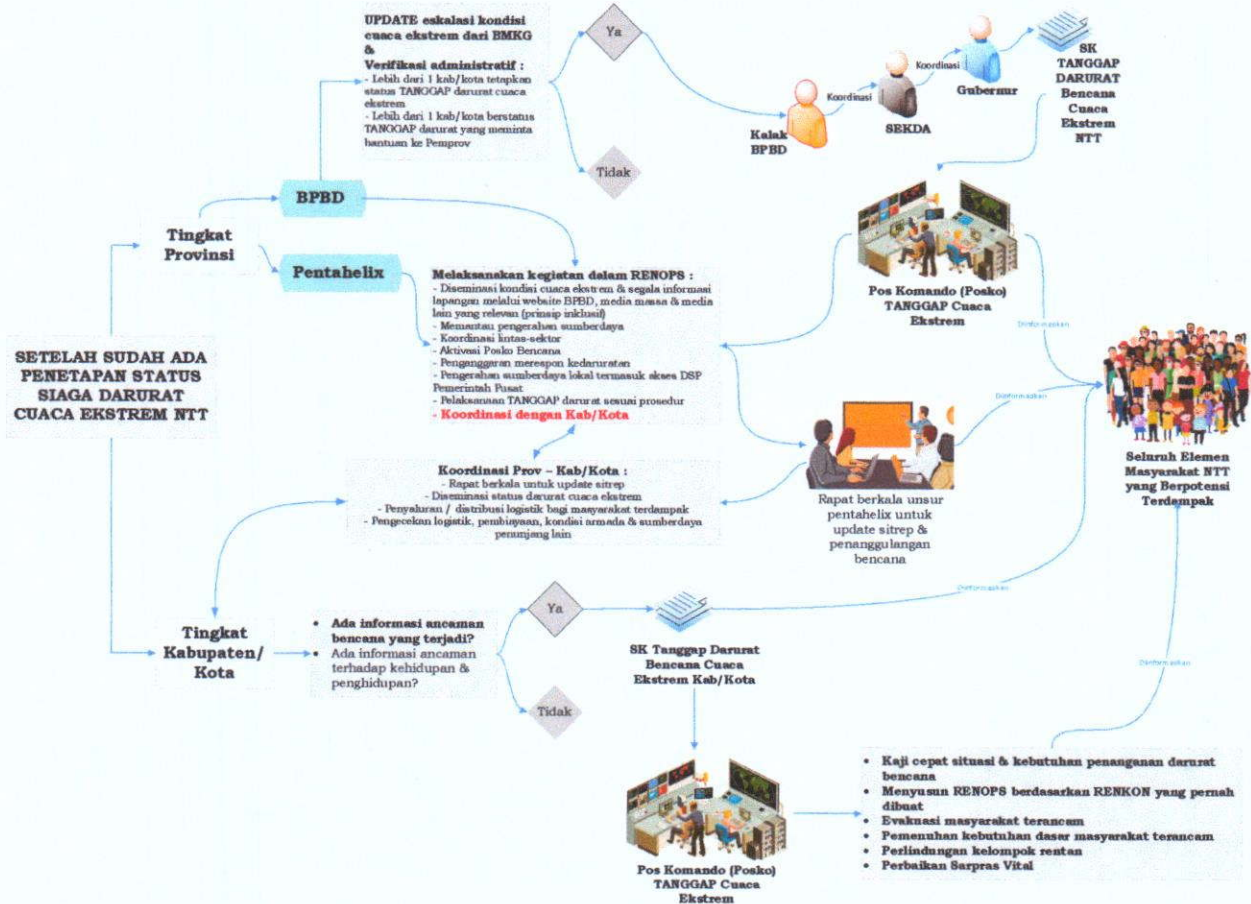 UPDATE eskalasi kondisi
cuaca ekstrem dari BMKG
&
Verifikasi administratif :
- Lebih dari 1 kab/kota tetapkan
status TANGGAP darurat cuaca
ekstrem
- Lebih dari 1 kab/kota berstatus
TANGGAP darurat yang meminta
bantuan ke Pemprov
Ya
Tidak
Kalak
BPBD
Koordinasi
SEKDA
Koordinasi
Gubernur
SK
TANGGAP
DARURAT
Bencana
Cuaca
Ekstrem
NTT
BPBD
Tingkat
Provinsi
Pentahelix
Melaksanakan kegiatan dalam RENOPS :
- Diseminasi kondisi cuaca ekstrem & segala informasi
lapangan melalui website BPBD, media massa & media
lain yang relevan (prinsip inklusif)
- Memantau pengerahan sumberdaya
- Koordinasi lintas-sektor
- Aktivasi Posko Bencana
- Penganggaran merespon kedaruratan
- Pengerahan sumberdaya lokal termasuk akses DSP
Pemerintah Pusat
- Pelaksanaan TANGGAP darurat sesuai prosedur
- Koordinasi dengan Kab/Kota
Pos Komando (Posko)
TANGGAP Cuaca
Ekstrem
Diinformasikan
Diinformasikan
SETELAH SUDAH ADA
PENETAPAN STATUS
SIAGA DARURAT
CUACA EKSTREM NTT
Koordinasi Prov – Kab/Kota :
- Rapat berkala untuk update sitrep
- Diseminasi status darurat cuaca ekstrem
- Penyaluran / distribusi logistik bagi masyarakat terdampak
- Pengecekan logistik, pembiayaan, kondisi armada & sumberdaya
penunjang lain
Rapat berkala unsur
pentahelix untuk
update sitrep &
penanggulangan
bencana
Seluruh Elemen
Masyarakat NTT
yang Berpotensi
Terdampak
Tingkat
Kabupaten/
Kota
• Ada informasi ancaman
bencana yang terjadi?
• Ada informasi ancaman
terhadap kehidupan &
penghidupan?
Ya
Tidak
SK Tanggap Darurat
Bencana Cuaca
Ekstrem Kab/Kota
Diinformasikan
Diinformasikan
Pos Komando (Posko)
TANGGAP Cuaca
Ekstrem
• Kaji cepat situasi & kebutuhan penanganan darurat
bencana
• Menyusun RENOPS berdasarkan RENKON yang pernah
dibuat
• Evakuasi masyarakat terancam
• Pemenuhan kebutuhan dasar masyarakat terancam
• Perlindungan kelompok rentan
• Perbaikan Sarpras Vital